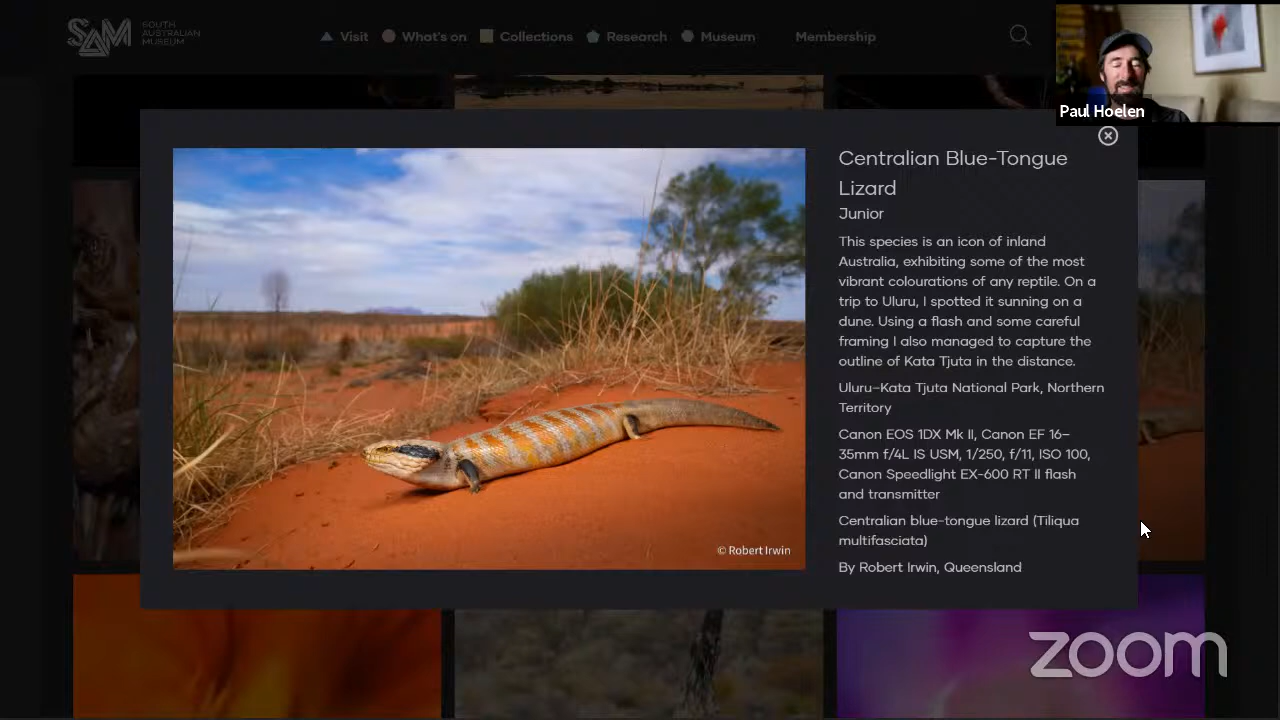 SAM
SOUTH
AUSTRALIAN
MUSEUM
Visit
What's on
Collections
Research
Museum
Membership
Paul Hoelen
Centralian Blue-Tongue
Lizard
Junior
This species is an icon of inland
Australia, exhibiting some of the most
vibrant colourations of any reptile. On a
trip to Uluru, I spotted it sunning on a
dune. Using a flash and some careful
framing I also managed to capture the
outline of Kata Tjuta in the distance.
Uluru–Kata Tjuta National Park, Northern
Territory
Canon EOS 1DX Mk II, Canon EF 16–
35mm f/4L IS USM, 1/250, f/11, ISO 100,
Canon Speedlight EX-600 RT II flash
and transmitter
Centralian blue-tongue lizard (Tiliqua
multifasciata)
By Robert Irwin, Queensland
© Robert Irwin
zoom